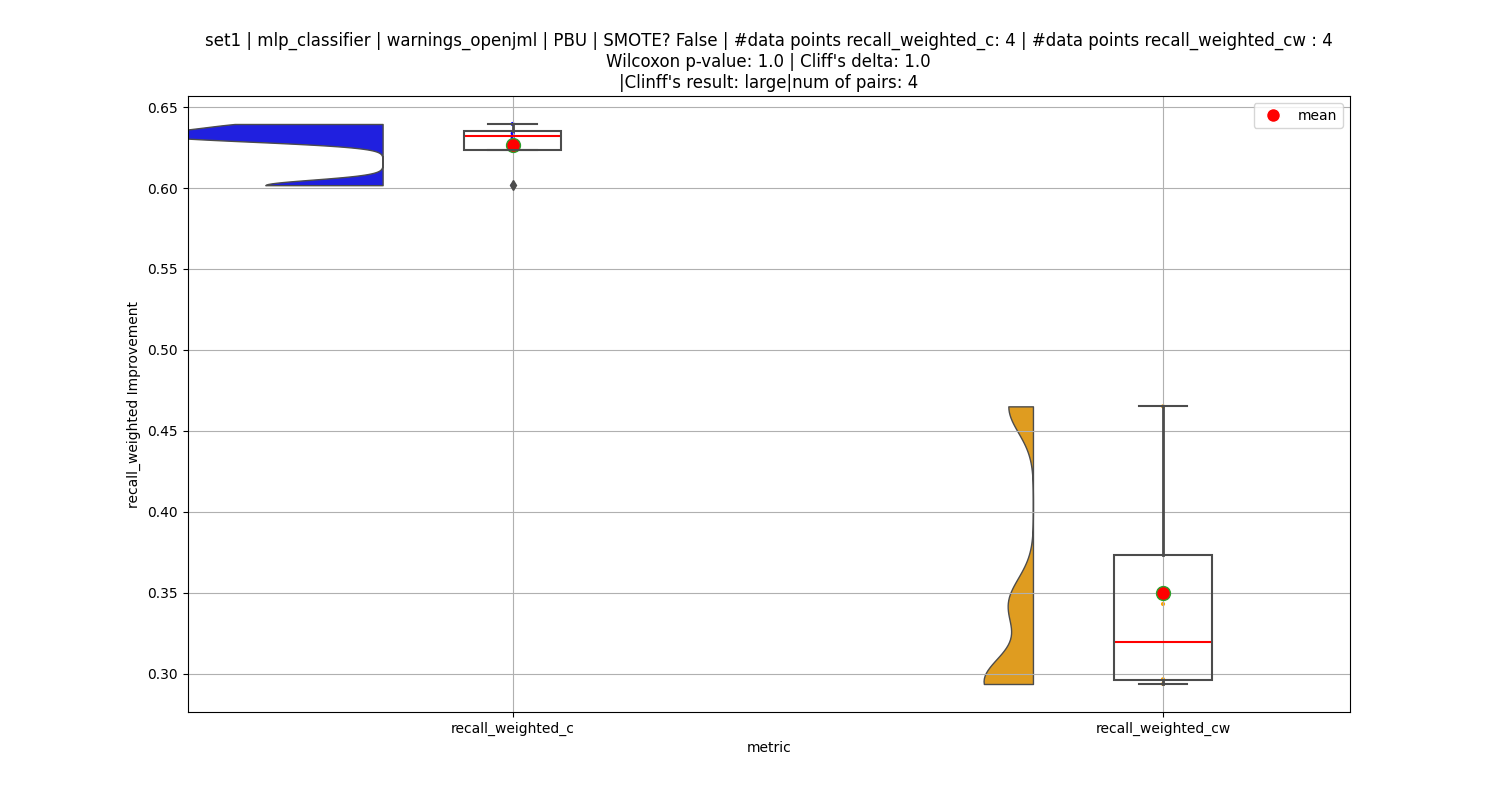 set1 | mlp_classifier | warnings_openjml | PBU | SMOTE? False | #data points recall_weighted_c: 4 | #data points recall_weighted_cw : 4
Wilcoxon p-value: 1.0 | Cliff's delta: 1.0
|Clinff's result: large|num of pairs: 4
mean
0.65
0.60
0.55
0.50
0.45
0.40
0.35
0.30
recall_weighted Improvement
recall_weighted_c
recall_weighted_cw
metric